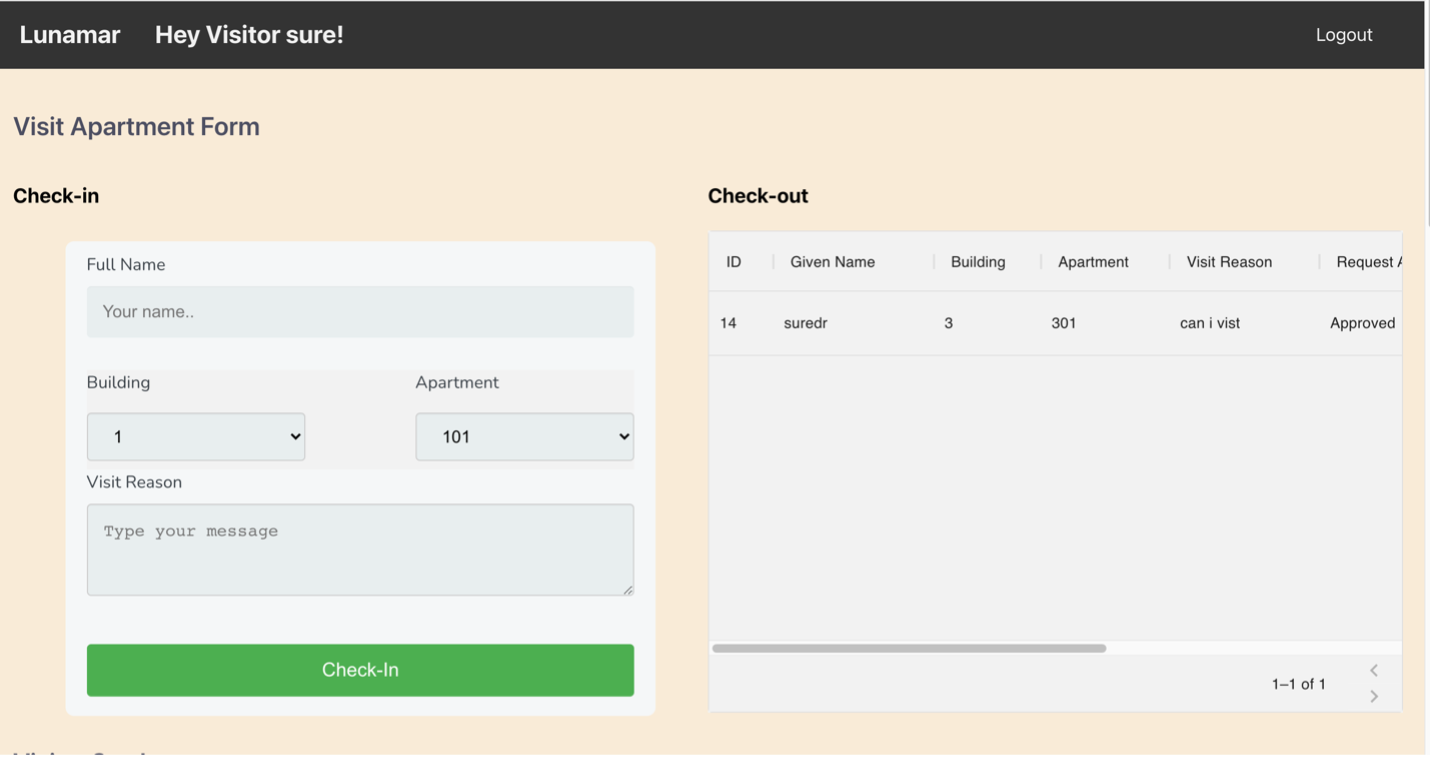 Lunamar Hey Visitor sure! Logout
Visit Apartment Form
Check-in
Full Name
Your name..
Building Apartment
1 101
Visit Reason
Type your message
Check-In
Check-out
ID Given Name Building Apartment Visit Reason Request
14 suredr 3 301 can i vist Approved
1–1 of 1